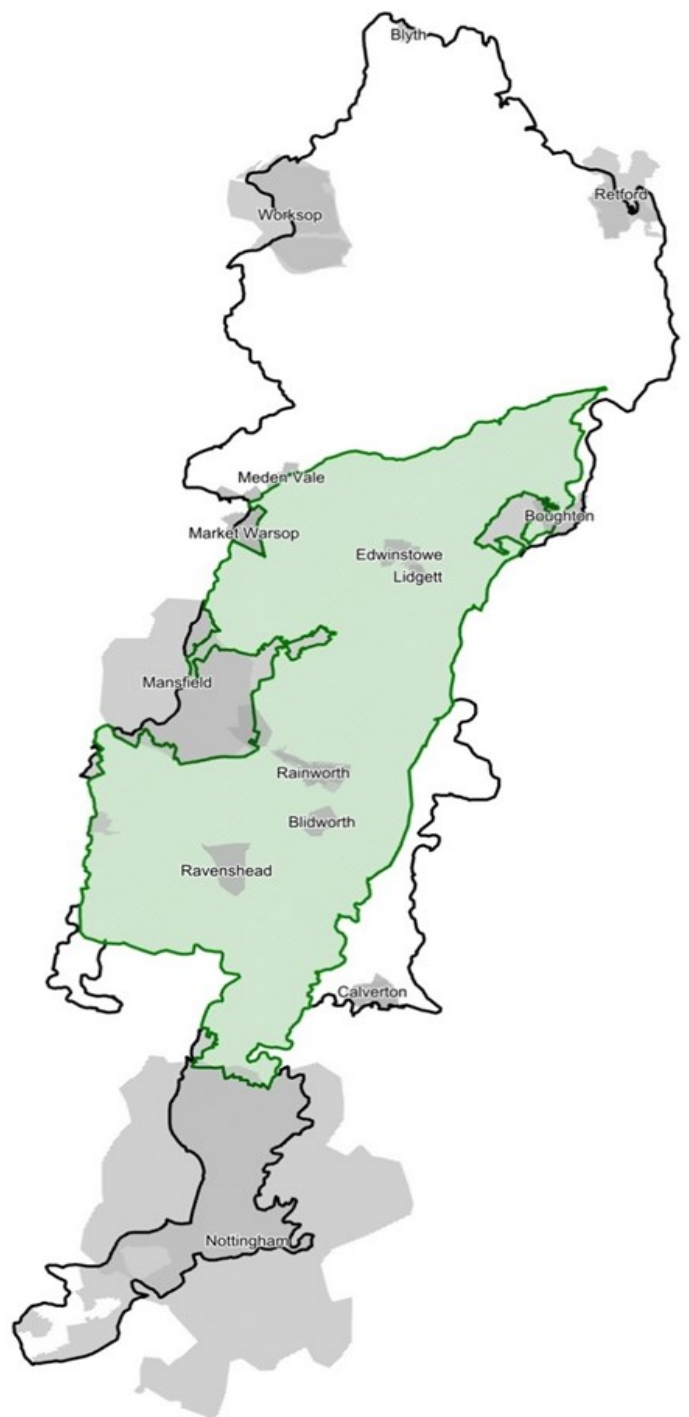 Blyth
Retford
Worksop
Meden Vale
Boughton
Market Warsop
Edwinstowe
Lidgett
Mansfield
Rainworth
Blidworth
Ravenshead
Calverton
Nottingham